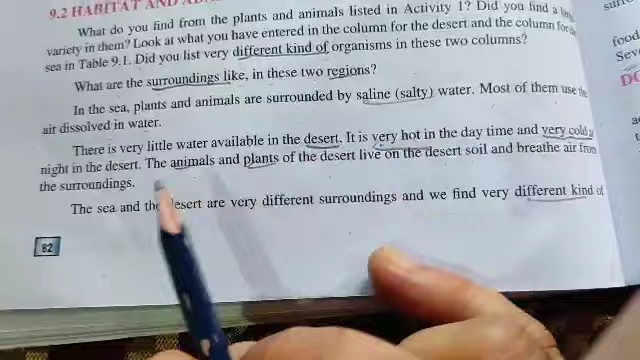 9.2 HABITAT AND
What do you find from the plants and animals listed in Activity 1? Did you find a
variety in them? Look at what you have entered in the column for the desert and the column for
sea in Table 9.1. Did you list very different kind of organisms in these two columns?
What are the surroundings like, in these two regions?
In the sea, plants and animals are surrounded by saline (salty) water. Most of them use the
air dissolved in water.
There is very little water available in the desert. It is very hot in the day time and very cold
night in the desert. The animals and plants of the desert live on the desert soil and breathe air from
the surroundings.
The sea and the desert are very different surroundings and we find very different kind of
82
food